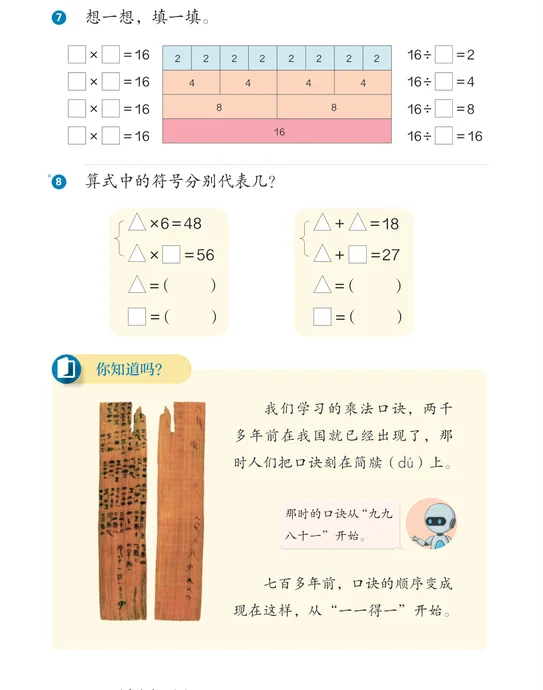 7 想一想，填一填。
□×□=16 2 2 2 2 2 2 2 2 16÷□=2
□×□=16 4 4 4 4 16÷□=4
□×□=16 8 8 16÷□=8
□×□=16 16 16÷□=16
8 算式中的符号分别代表几？
△×6=48 △+△=18
△×□=56 △+□=27
△=( ) △=( )
□=( ) □=( )
你知道吗？
我们学习的乘法口诀，两千
多年前在我国就已经出现了，那
时人们把口诀刻在简牍（dú）上。
那时的口诀从“九九
八十一”开始。
七百多年前，口诀的顺序变成
现在这样，从“一一得一”开始。